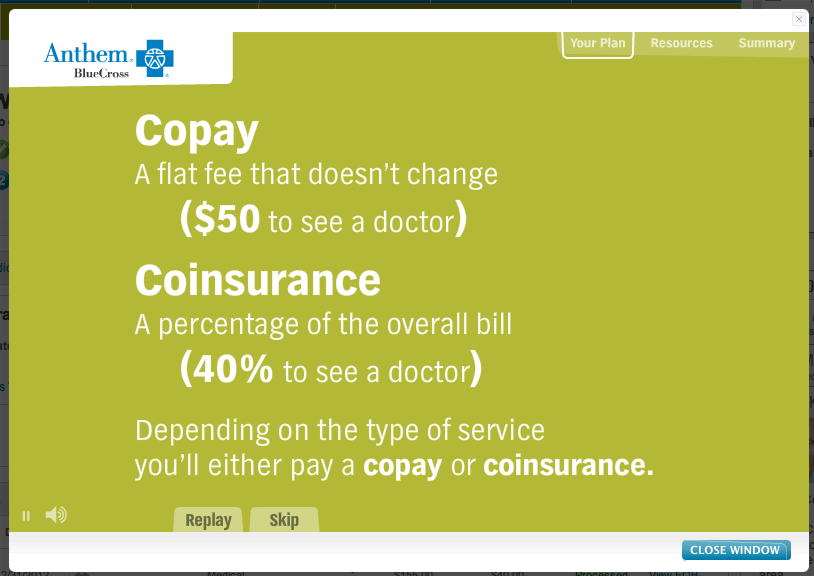 Anthem
BlueCross
Your Plan
Resources
Summary
Copay
A flat fee that doesn't change
($50 to see a doctor)
Coinsurance
A percentage of the overall bill
(40% to see a doctor)
Depending on the type of service
you'll either pay a copay or coinsurance.
Replay
Skip
CLOSE WINDOW